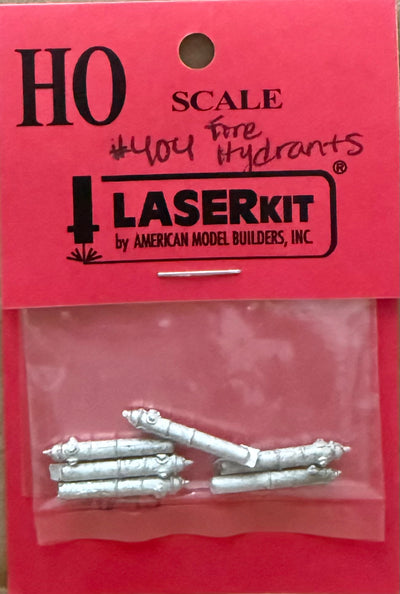 HO SCALE
#404 Fire
Hydrants
LASERKIT®
by AMERICAN MODEL BUILDERS, INC.